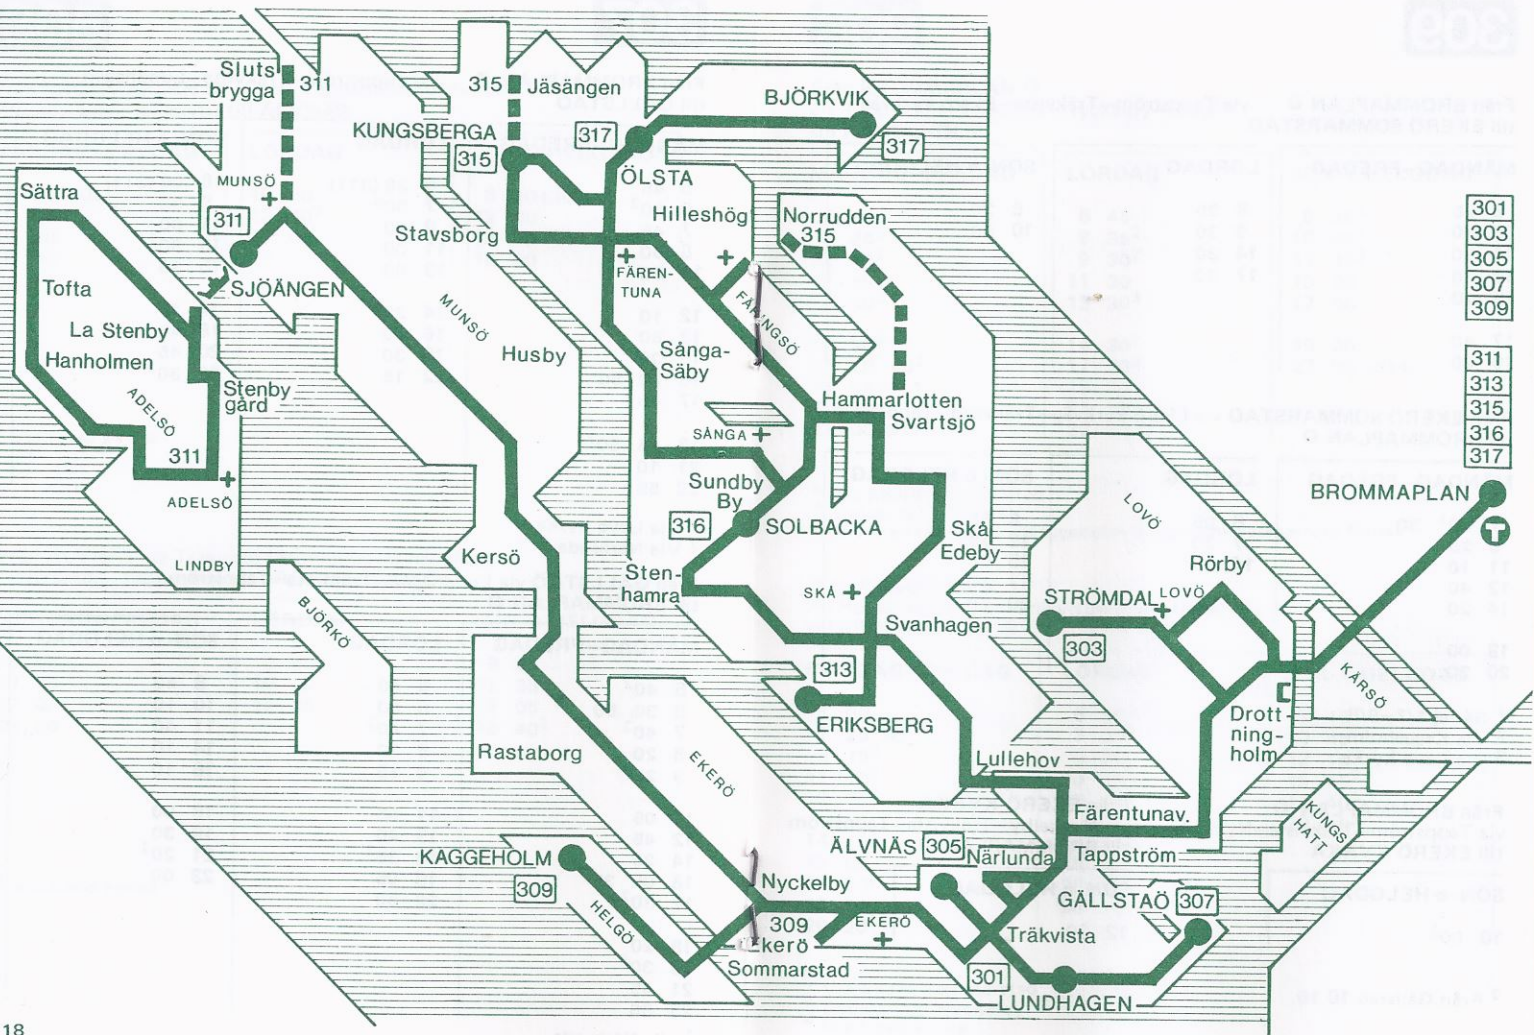 Sluts
brygga
311
315
Jäsängen
KUNGSBERGA
315
317
BJÖRKVIK
317
ÖLSTA
Sättra
MUNSÖ
311
Stavsborg
Hilleshög
Norrudden
315
301
303
305
307
309
311
313
315
316
317
BROMMAPLAN
T
FÄREN-
TUNA
FÄRINGSÖ
SJÖÄNGEN
Tofta
La Stenby
Hanholmen
Stenby
gård
ADELSÖ
311
ADELSÖ
LINDBY
MUNSÖ
Husby
Sånga-
Säby
Hammarlotten
Svartsjö
SÅNGA
Sundby
By
316
SOLBACKA
Skå
Edeby
LOVÖ
Kersö
Sten-
hamra
SKÅ
Svanhagen
STRÖMDAL
LOVÖ
Rörby
303
BJÖRKÖ
313
ERIKSBERG
KÄRSÖ
Drott-
ning-
holm
Rastaborg
EKERÖ
Lullehov
Färentunav.
KUNGS
HATT
KAGGEHOLM
309
ÄLVNÄS
305
Närlunda
Tappström
Nyckelby
GÄLLSTAÖ
307
HELGÖ
309
Ekerö
Sommarstad
EKERÖ
Träkvista
301
LUNDHAGEN
18